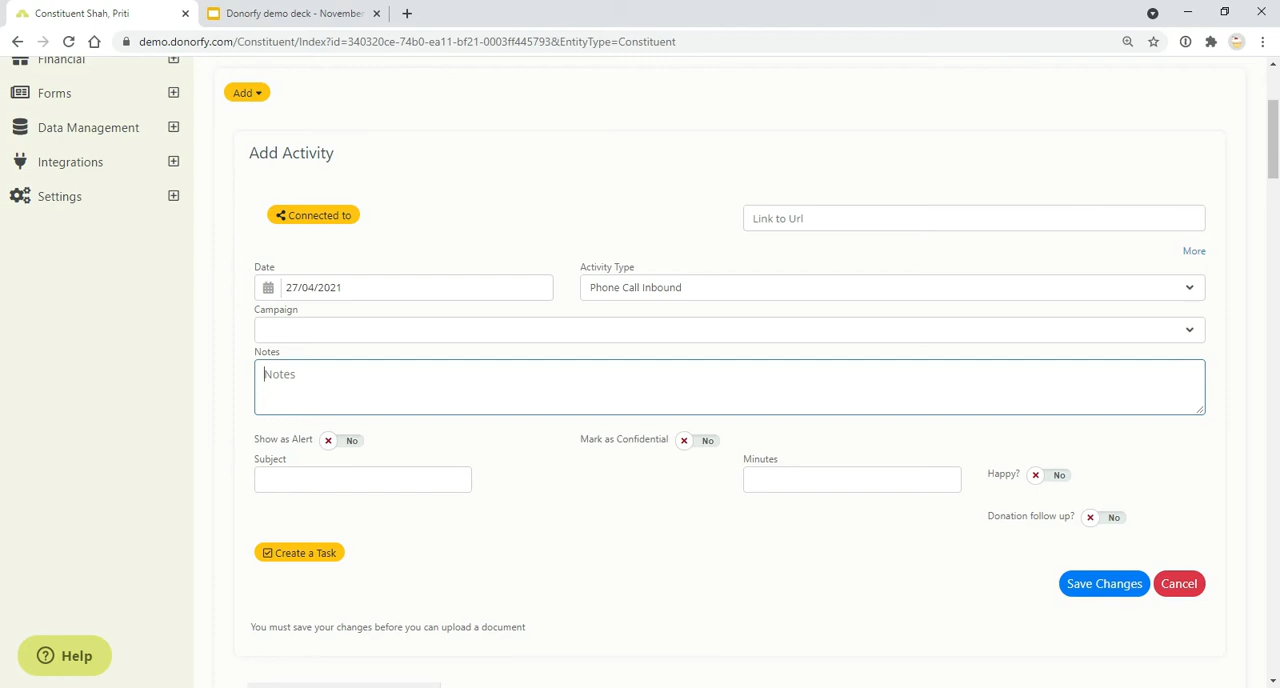 Constituent Shah, Priti
Donorfy demo deck - November
demo.donorfy.com/Constituent/Index?id=340320ce-74b0-ea11-bf21-0003ff445793&EntityType=Constituent
Financial
Forms
Data Management
Integrations
Settings
Add
Add Activity
Connected to
Link to Url
More
Date
Activity Type
27/04/2021
Phone Call Inbound
Campaign
Notes
Notes
Show as Alert No
Mark as Confidential No
Subject
Minutes
Happy? No
Donation follow up? No
Create a Task
Save Changes
Cancel
You must save your changes before you can upload a document
Help